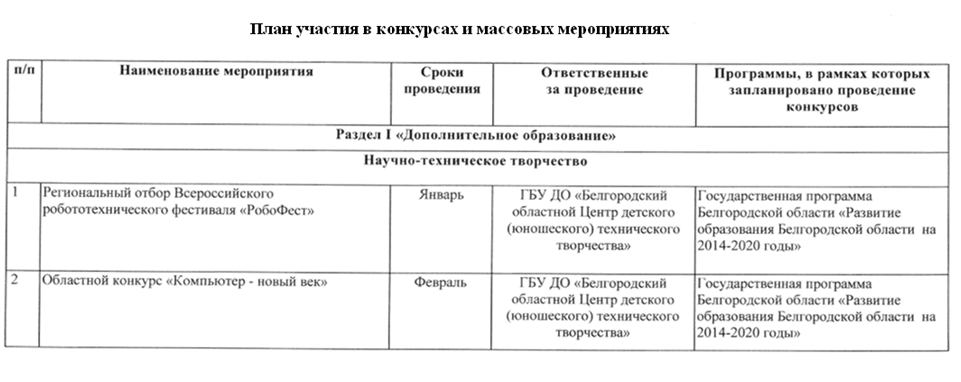 План участия в конкурсах и массовых мероприятиях
п/п Наименование мероприятия Сроки проведения Ответственные за проведение Программы, в рамках которых запланировано проведение конкурсов
Раздел I «Дополнительное образование»
Научно-техническое творчество
1 Региональный отбор Всероссийского
робототехнического фестиваля «РобоФест»
Январь
ГБУ ДО «Белгородский
областной Центр детского
(юношеского) технического
творчества»
Государственная программа
Белгородской области «Развитие
образования Белгородской области на
2014-2020 годы»
2 Областной конкурс «Компьютер - новый век»
Февраль
ГБУ ДО «Белгородский
областной Центр детского
(юношеского) технического
творчества»
Государственная программа
Белгородской области «Развитие
образования Белгородской области на
2014-2020 годы»